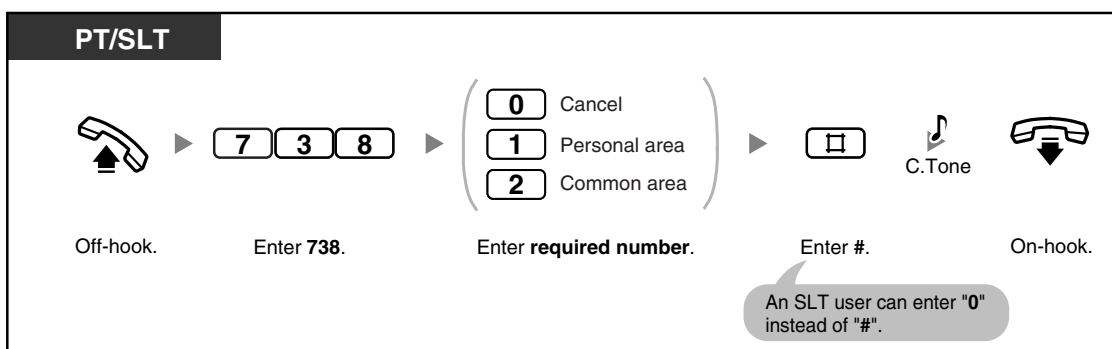 PT/SLT
7 3 8
0 Cancel
1 Personal area
2 Common area
#
C.Tone
Off-hook.
Enter 738.
Enter required number.
Enter #.
On-hook.
An SLT user can enter "0"
instead of "#".